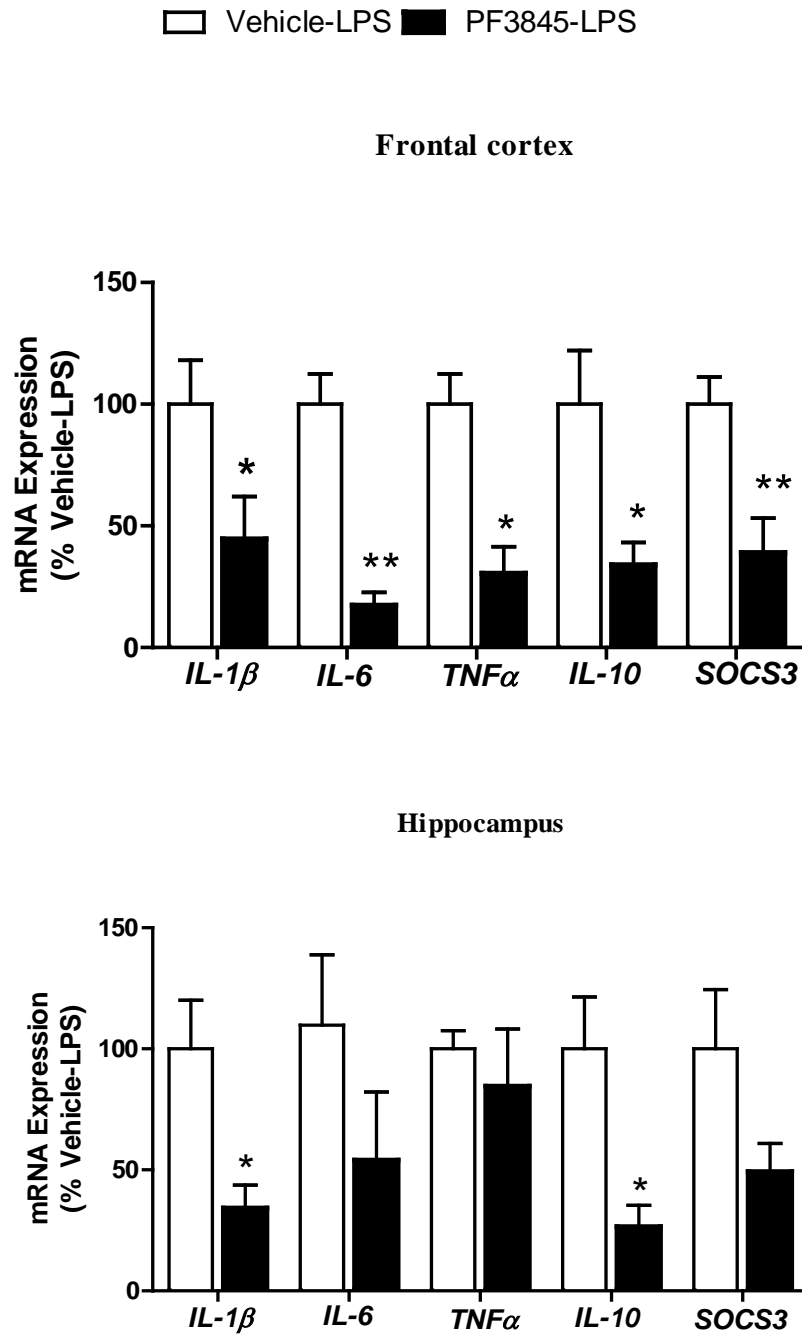 Vehicle-LPS PF3845-LPS
Frontal cortex
mRNA Expression
(% Vehicle-LPS)
150
100
50
0
* ** * * **
IL-1β IL-6 TNFα IL-10 SOCS3
Hippocampus
mRNA Expression
(% Vehicle-LPS)
150
100
50
0
* *
IL-1β IL-6 TNFα IL-10 SOCS3